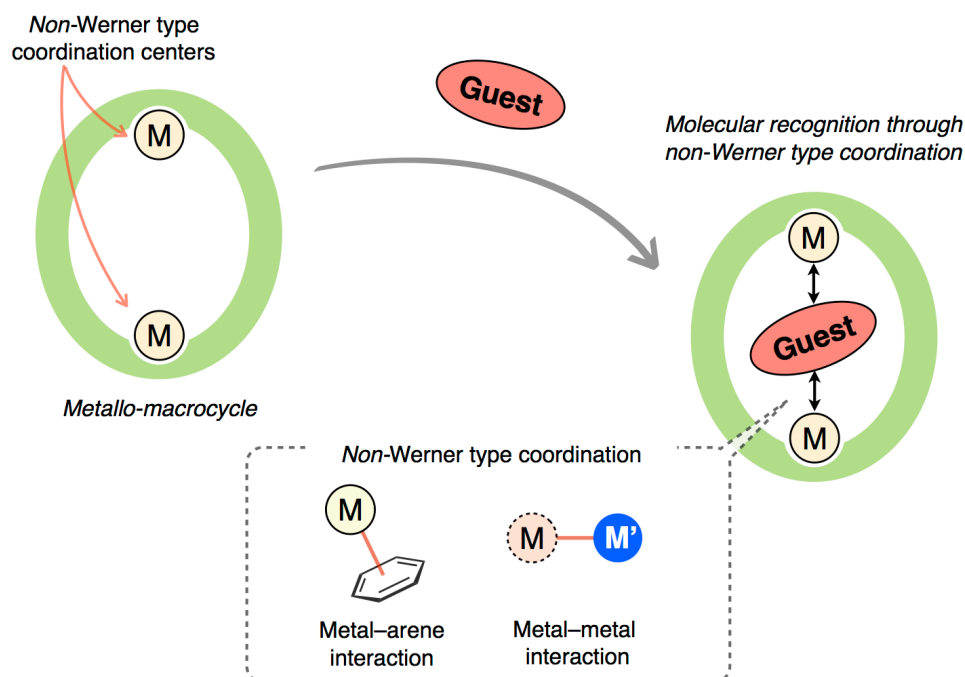 Non-Werner type
coordination centers
M
M
Metallo-macrocycle
Guest
Molecular recognition through
non-Werner type coordination
M
Guest
M
Non-Werner type coordination
M
M
M’
Metal–arene
interaction
Metal–metal
interaction